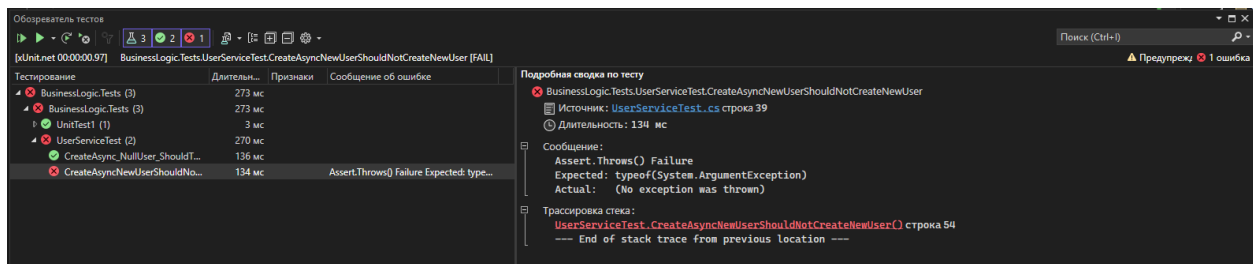 Обозреватель тестов
3 2 1
Поиск (Ctrl+I)
[xUnit.net 00:00:00.97] BusinessLogic.Tests.UserServiceTest.CreateAsyncNewUserShouldNotCreateNewUser [FAIL]
Предупреж; 1 ошибка
Тестирование Длительн... Признаки Сообщение об ошибке
BusinessLogic.Tests (3) 273 мс
BusinessLogic.Tests (3) 273 мс
UnitTest1 (1) 3 мс
UserServiceTest (2) 270 мс
CreateAsync_NullUser_ShouldT... 136 мс
CreateAsyncNewUserShouldNo... 134 мс Assert.Throws() Failure Expected: type...
Подробная сводка по тесту
BusinessLogic.Tests.UserServiceTest.CreateAsyncNewUserShouldNotCreateNewUser
Источник: UserServiceTest.cs строка 39
Длительность: 134 мс
Сообщение:
Assert.Throws() Failure
Expected: typeof(System.ArgumentException)
Actual: (No exception was thrown)
Трассировка стека:
UserServiceTest.CreateAsyncNewUserShouldNotCreateNewUser() строка 54
--- End of stack trace from previous location ---